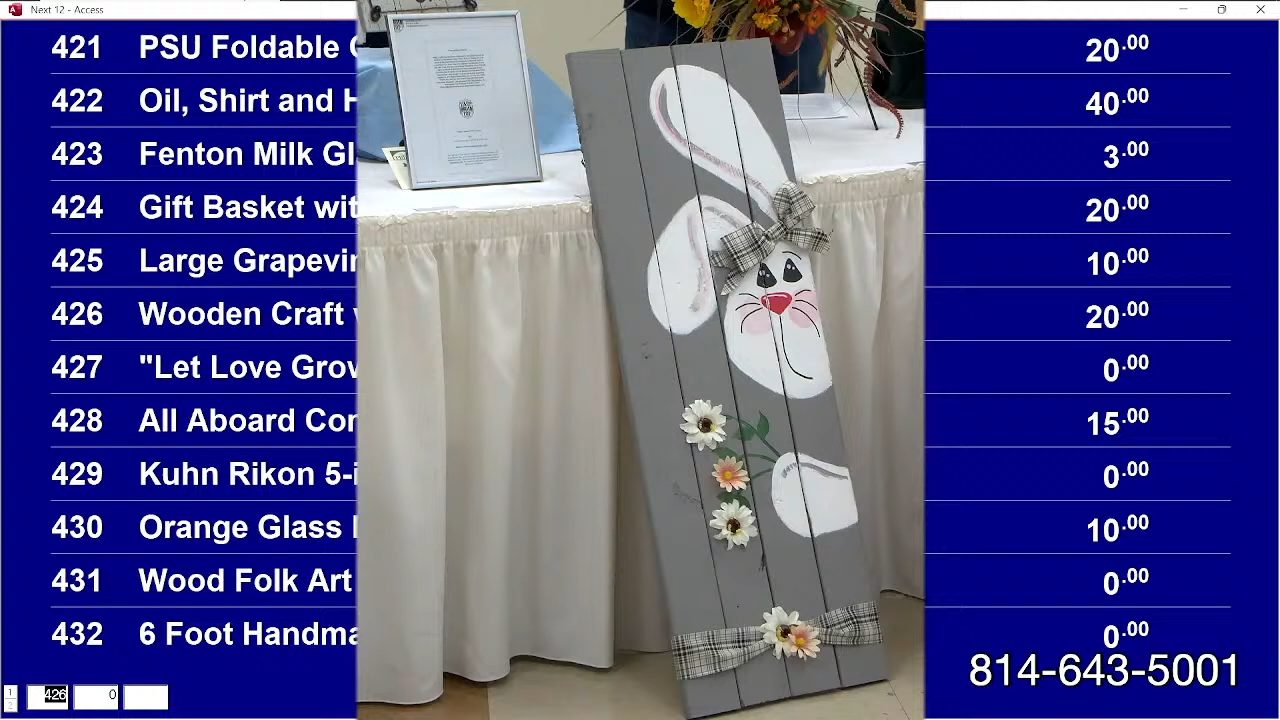 Next 12 - Access
421 PSU Foldable 20.00
422 Oil, Shirt and 40.00
423 Fenton Milk Gl 3.00
424 Gift Basket wit 20.00
425 Large Grapevin 10.00
426 Wooden Craft 20.00
427 "Let Love Grow 0.00
428 All Aboard Con 15.00
429 Kuhn Rikon 5-i 0.00
430 Orange Glass 10.00
431 Wood Folk Art 0.00
432 6 Foot Handma 0.00
814-643-5001
426 0